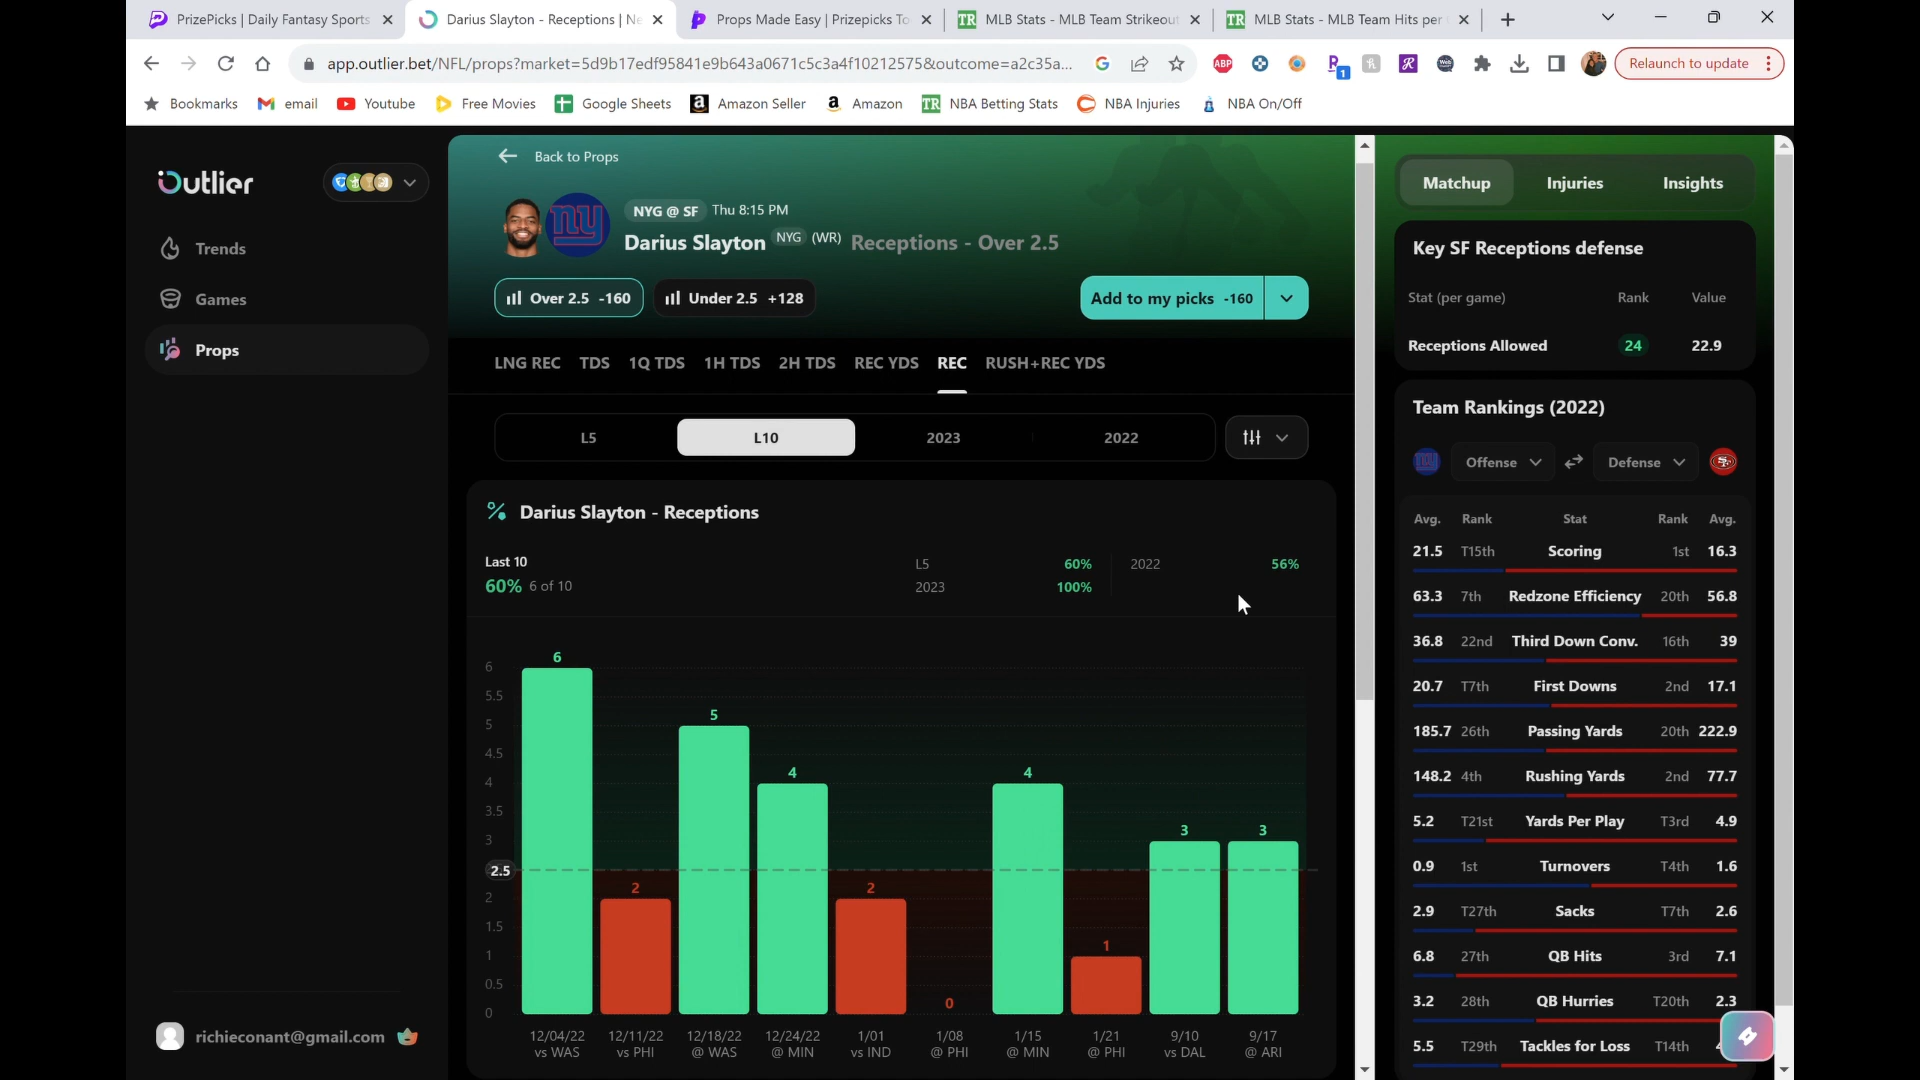 PrizePicks | Daily Fantasy Sports
Darius Slayton - Receptions | Ne
Props Made Easy | Prizepicks To
MLB Stats - MLB Team Strikeou
MLB Stats - MLB Team Hits per
app.outlier.bet/NFL/props?market=5d9b17edf95841e9b643a0671c5c3a4f10212575&outcome=a2c35a...
ABP
1
Relaunch to update
Bookmarks
email
Youtube
Free Movies
Google Sheets
Amazon Seller
Amazon
TR
NBA Betting Stats
NBA Injuries
NBA On/Off
Outlier
Trends
Games
Props
richieconant@gmail.com
Back to Props
NYG @ SF Thu 8:15 PM
Darius Slayton NYG (WR) Receptions - Over 2.5
Over 2.5 -160
Under 2.5 +128
Add to my picks -160
LNG REC TDS 1Q TDS 1H TDS 2H TDS REC YDS REC RUSH+REC YDS
L5 L10 2023 2022
Darius Slayton - Receptions
Last 10
60% 6 of 10
L5 60% 2022 56%
2023 100%
6
5.5
5
4.5
4
3.5
3
2.5
2
1.5
1
0.5
0
6 2 5 4 2 0 4 1 3 3
12/04/22 12/11/22 12/18/22 12/24/22 1/01 1/08 1/15 1/21 9/10 9/17
vs WAS vs PHI @ WAS @ MIN vs IND @ PHI @ MIN @ PHI vs DAL @ ARI
Matchup Injuries Insights
Key SF Receptions defense
Stat (per game) Rank Value
Receptions Allowed 24 22.9
Team Rankings (2022)
Offense Defense
Avg. Rank Stat Rank Avg.
21.5 T15th Scoring 1st 16.3
63.3 7th Redzone Efficiency 20th 56.8
36.8 22nd Third Down Conv. 16th 39
20.7 T7th First Downs 2nd 17.1
185.7 26th Passing Yards 20th 222.9
148.2 4th Rushing Yards 2nd 77.7
5.2 T21st Yards Per Play T3rd 4.9
0.9 1st Turnovers T4th 1.6
2.9 T27th Sacks T7th 2.6
6.8 27th QB Hits 3rd 7.1
3.2 28th QB Hurries T20th 2.3
5.5 T29th Tackles for Loss T14th